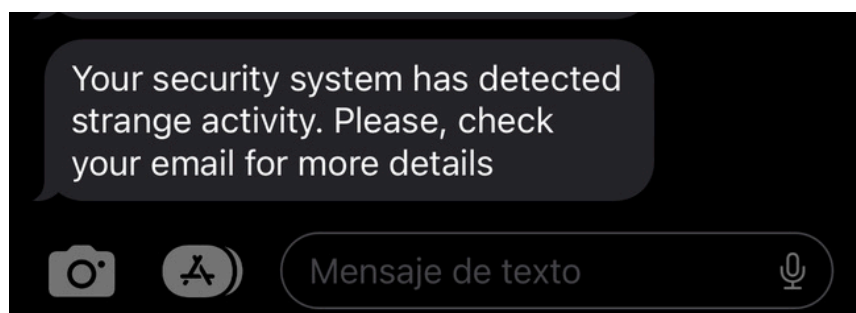 Your security system has detected
strange activity. Please, check
your email for more details
Mensaje de texto